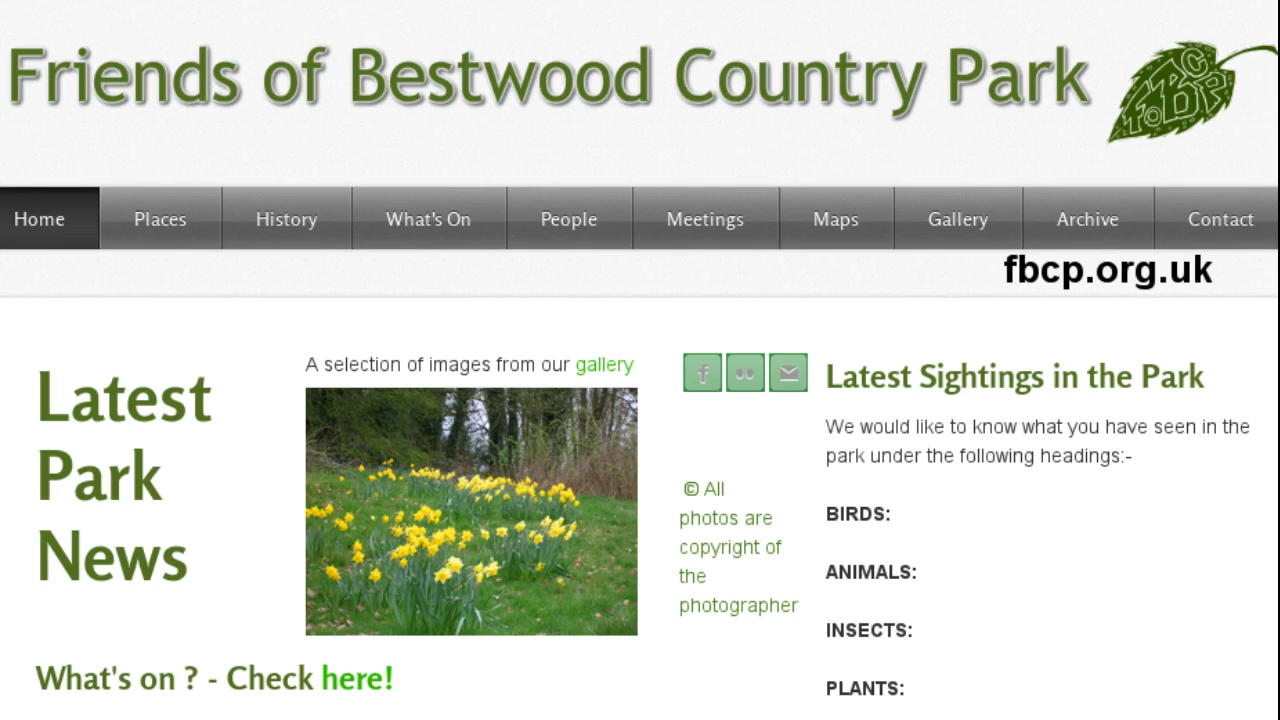 Friends of Bestwood Country Park
FoBCP
Home Places History What's On People Meetings Maps Gallery Archive Contact
fbcp.org.uk
Latest
Park
News
A selection of images from our gallery
What's on ? - Check here!
f
© All
photos are
copyright of
the
photographer
Latest Sightings in the Park
We would like to know what you have seen in the
park under the following headings:-
BIRDS:
ANIMALS:
INSECTS:
PLANTS: